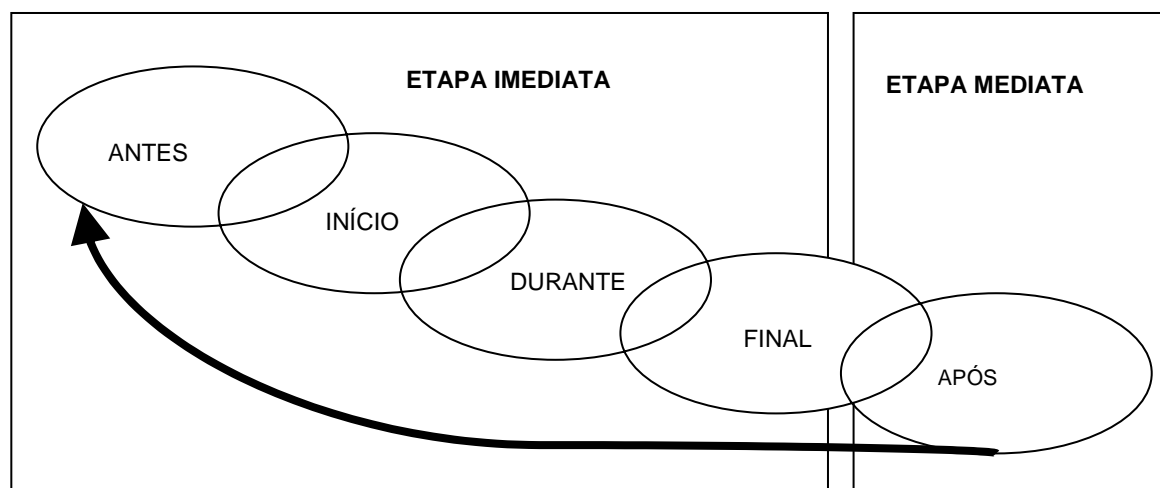 ETAPA IMEDIATA
ETAPA MEDIATA
ANTES
INÍCIO
DURANTE
FINAL
APÓS